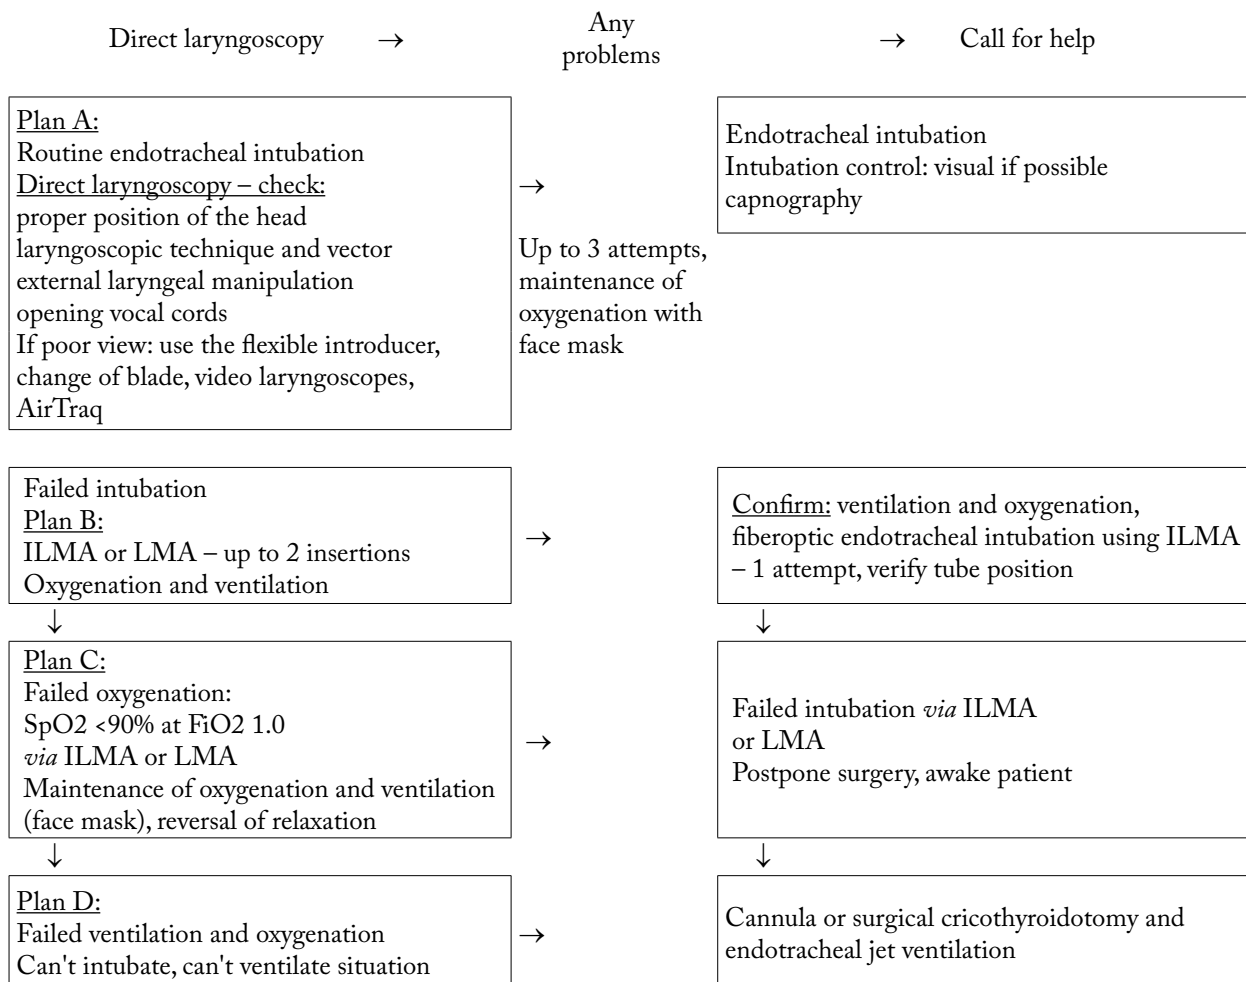 Direct laryngoscopy → Any problems → Call for help
Plan A:
Routine endotracheal intubation
Direct laryngoscopy – check:
proper position of the head
laryngoscopic technique and vector
external laryngeal manipulation
opening vocal cords
If poor view: use the flexible introducer,
change of blade, video laryngoscopes,
AirTraq
→
Up to 3 attempts,
maintenance of
oxygenation with
face mask
Endotracheal intubation
Intubation control: visual if possible
capnography
Failed intubation
Plan B:
ILMA or LMA – up to 2 insertions
Oxygenation and ventilation
→
Confirm: ventilation and oxygenation,
fiberoptic endotracheal intubation using ILMA
– 1 attempt, verify tube position
↓
↓
Plan C:
Failed oxygenation:
SpO2 <90% at FiO2 1.0
via ILMA or LMA
Maintenance of oxygenation and ventilation
(face mask), reversal of relaxation
→
Failed intubation via ILMA
or LMA
Postpone surgery, awake patient
↓
↓
Plan D:
Failed ventilation and oxygenation
Can't intubate, can't ventilate situation
→
Cannula or surgical cricothyroidotomy and
endotracheal jet ventilation